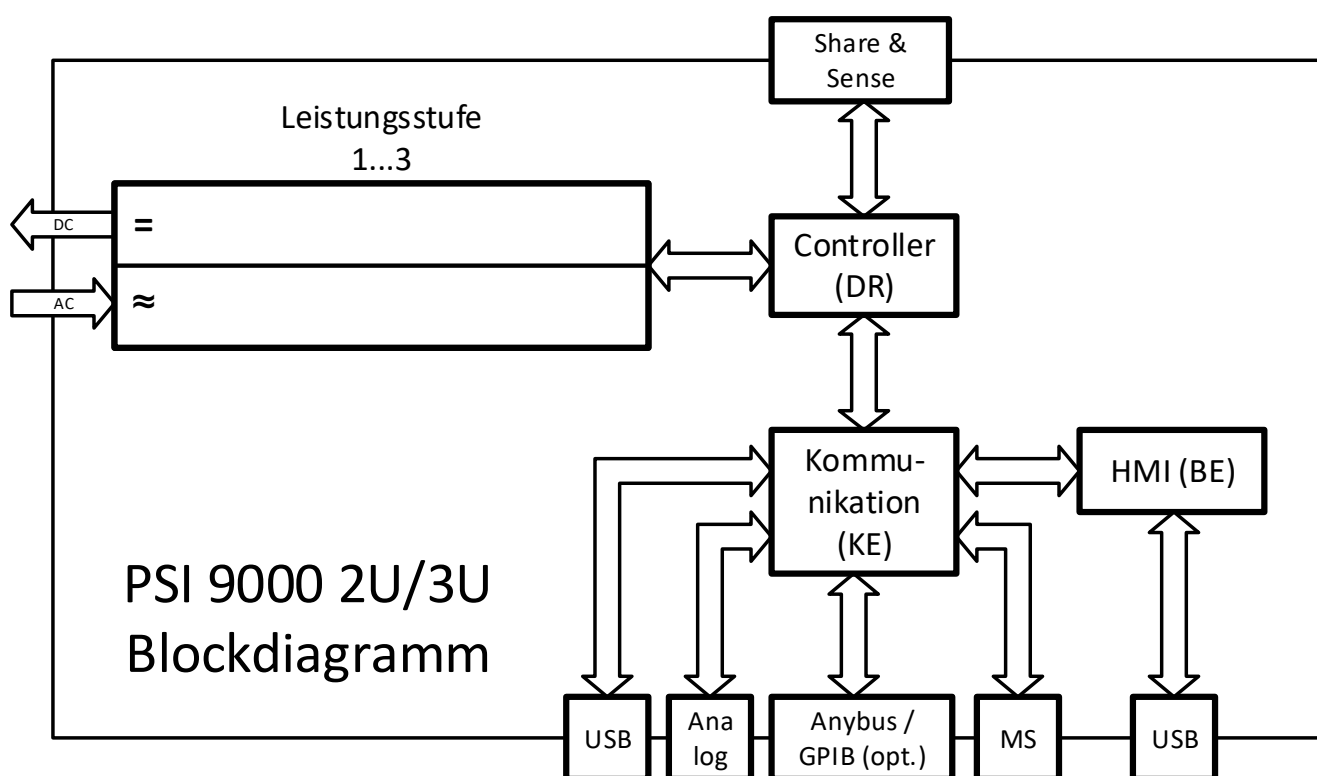 Share &
Sense
Leistungsstufe
1...3
DC
=
AC
≈
Controller
(DR)
Kommu-
nikation
(KE)
HMI (BE)
PSI 9000 2U/3U
Blockdiagramm
USB
Ana
log
Anybus /
GPIB (opt.)
MS
USB